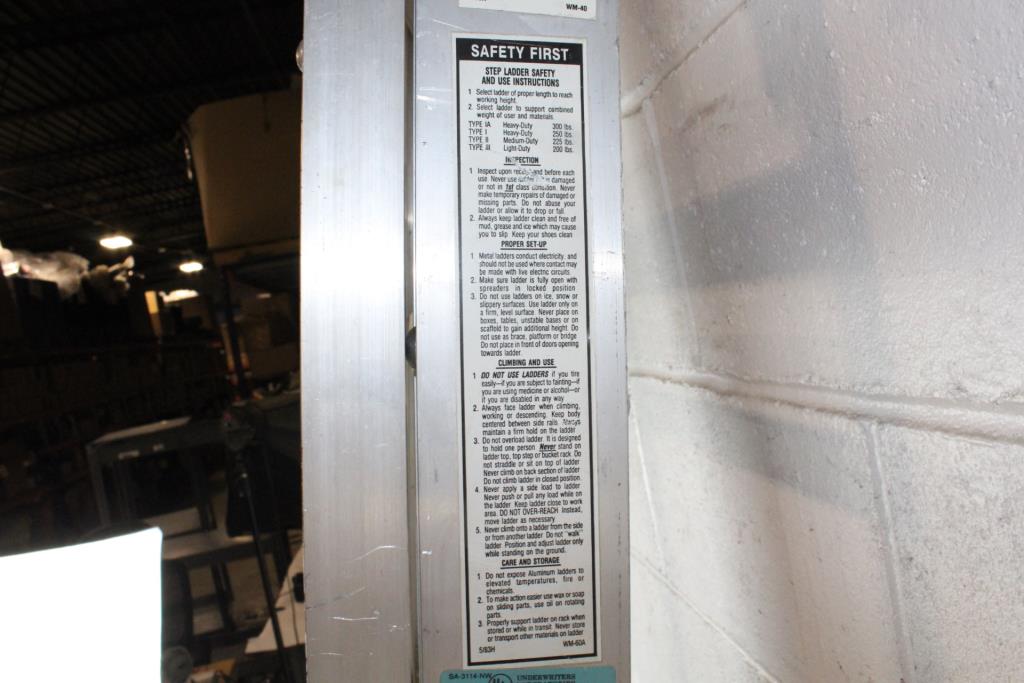 WM-40
SAFETY FIRST
STEP LADDER SAFETY
AND USE INSTRUCTIONS
1 Select ladder of proper length to reach
working height.
2. Select ladder to support combined
weight of user and materials
TYPE IA Heavy-Duty 300 lbs.
TYPE I Heavy-Duty 250 lbs.
TYPE II Medium-Duty 225 lbs.
TYPE III Light-Duty 200 lbs.
INSPECTION
1 Inspect upon receipt and before each
use. Never use ladder that is damaged
or not in 1st class condition. Never
make temporary repairs of damaged or
missing parts. Do not abuse your
ladder or allow it to drop or fall.
2. Always keep ladder clean and free of
mud, grease and ice which may cause
you to slip. Keep your shoes clean
PROPER SET-UP
1 Metal ladders conduct electricity, and
should not be used where contact may
be made with live electric circuits.
2. Make sure ladder is fully open with
spreaders in locked position
3. Do not use ladders on ice, snow or
slippery surfaces. Use ladder only on
a firm, level surface. Never place on
boxes, tables, unstable bases or on
scaffold to gain additional height. Do
not use as brace, platform or bridge
Do not place in front of doors opening
towards ladder.
CLIMBING AND USE
1 DO NOT USE LADDERS if you tire
easily—if you are subject to fainting—if
you are using medicine or alcohol—or
if you are disabled in any way
2. Always face ladder when climbing,
working or descending. Keep body
centered between side rails. Always
maintain a firm hold on the ladder
3. Do not overload ladder. It is designed
to hold one person Never stand on
ladder top, top step or bucket rack. Do
not straddle or sit on top of ladder
Never climb on back section of ladder
Do not climb ladder in closed position.
4. Never apply a side load to ladder
Never push or pull any load while on
the ladder Keep ladder close to work
area. DO NOT OVER-REACH Instead,
move ladder as necessary
5. Never climb onto a ladder from the side
or from another ladder Do not "walk"
ladder Position and adjust ladder only
while standing on the ground.
CARE AND STORAGE
1. Do not expose Aluminum ladders to
elevated temperatures, fire or
chemicals.
2. To make action easier use wax or soap
on sliding parts, use oil on rotating
parts.
3. Properly support ladder on rack when
stored or while in transit Never store
or transport other materials on ladder
5/83H WM-60A
SA-3114-NW UNDERWRITERS